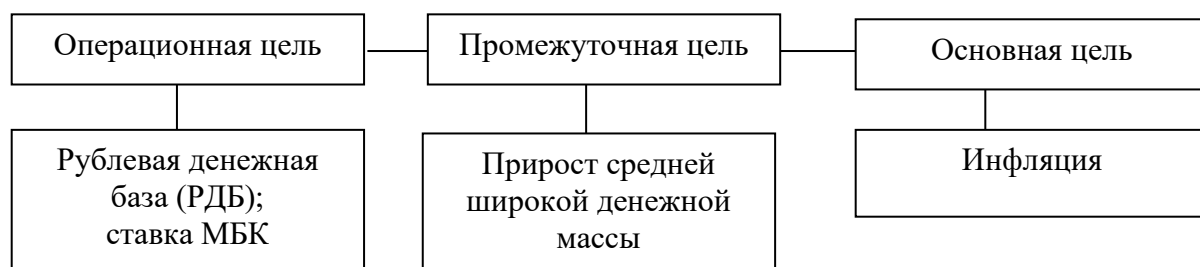 Операционная цель
Промежуточная цель
Основная цель
Рублевая денежная
база (РДБ);
ставка МБК
Прирост средней
широкой денежной
массы
Инфляция